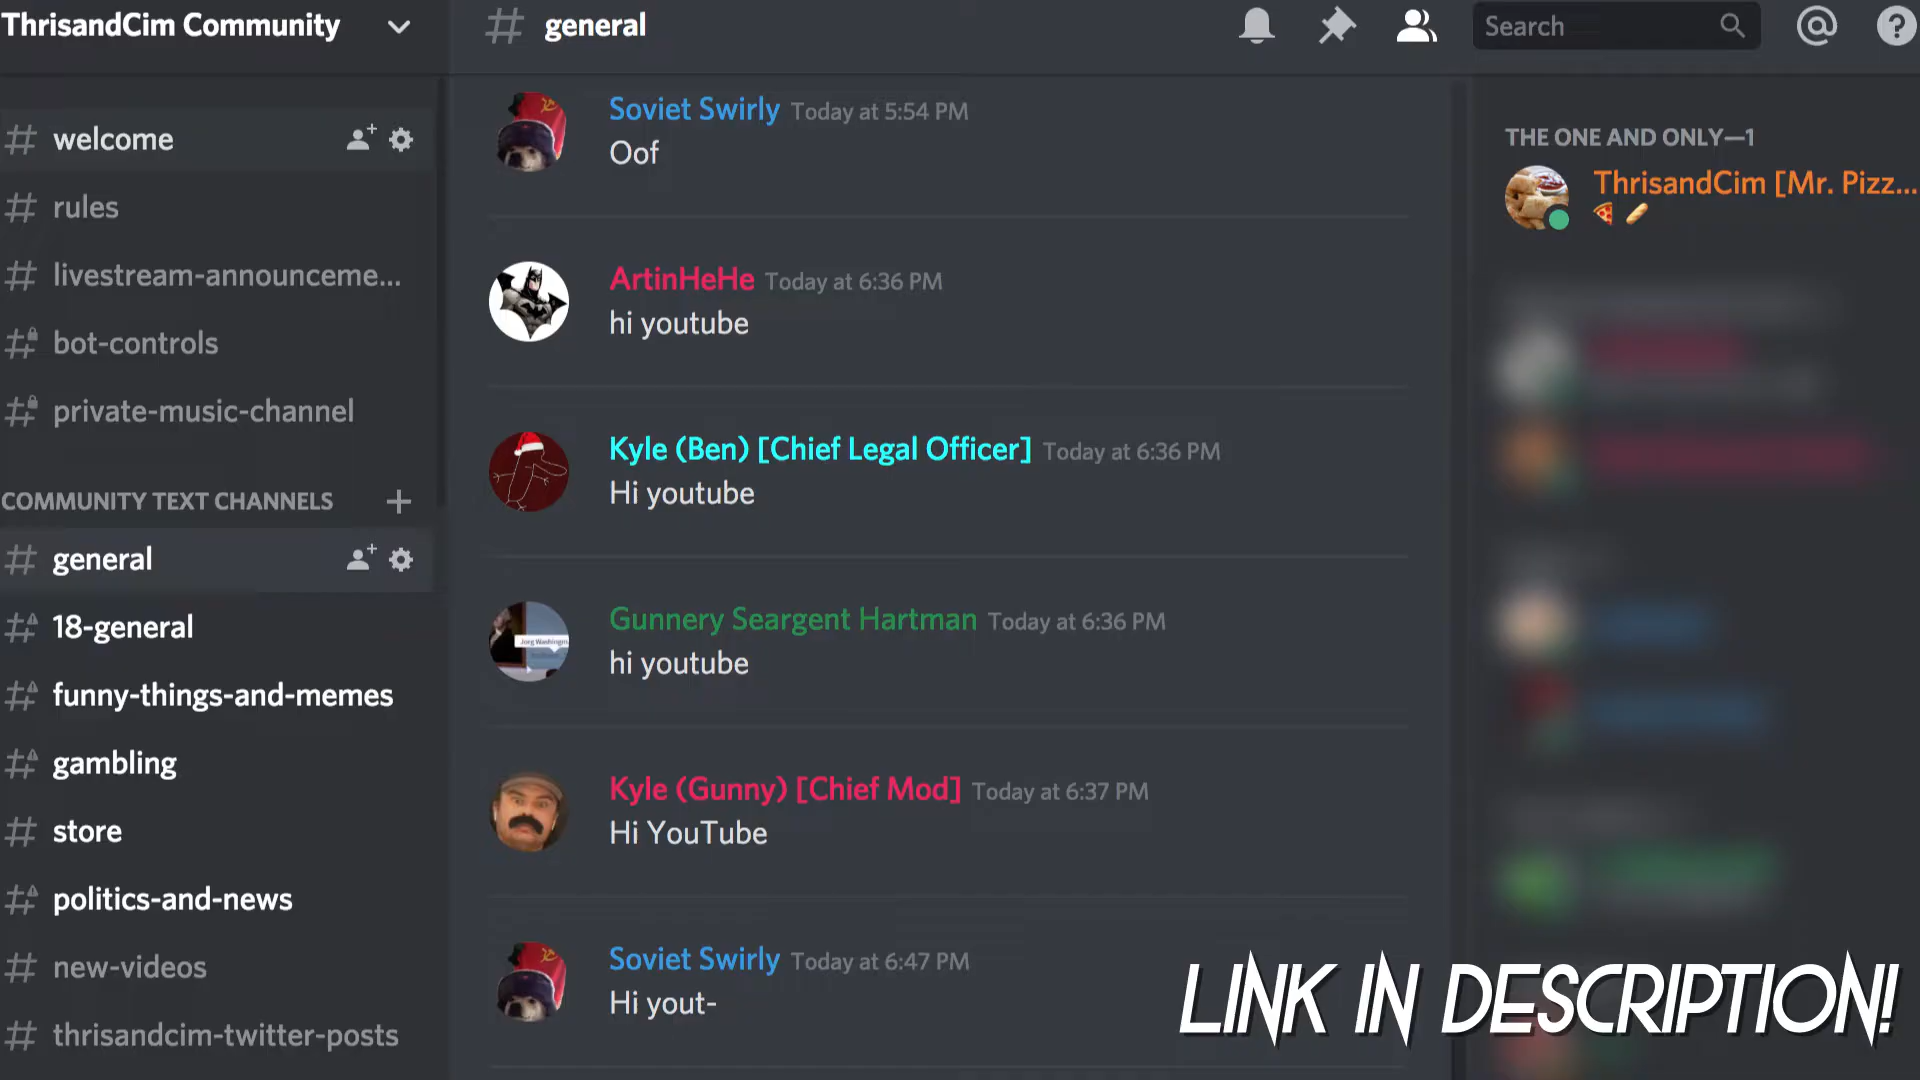 ThrisandCim Community
welcome
rules
livestream-announceme...
bot-controls
private-music-channel
COMMUNITY TEXT CHANNELS
general
18-general
funny-things-and-memes
gambling
store
politics-and-news
new-videos
thrisandcim-twitter-posts
general
Search
Soviet Swirly Today at 5:54 PM
Oof
ArtinHeHe Today at 6:36 PM
hi youtube
Kyle (Ben) [Chief Legal Officer] Today at 6:36 PM
Hi youtube
Gunnery Seargent Hartman Today at 6:36 PM
hi youtube
Kyle (Gunny) [Chief Mod] Today at 6:37 PM
Hi YouTube
Soviet Swirly Today at 6:47 PM
Hi yout-
THE ONE AND ONLY—1
ThrisandCim [Mr. Pizz...
LINK IN DESCRIPTION!